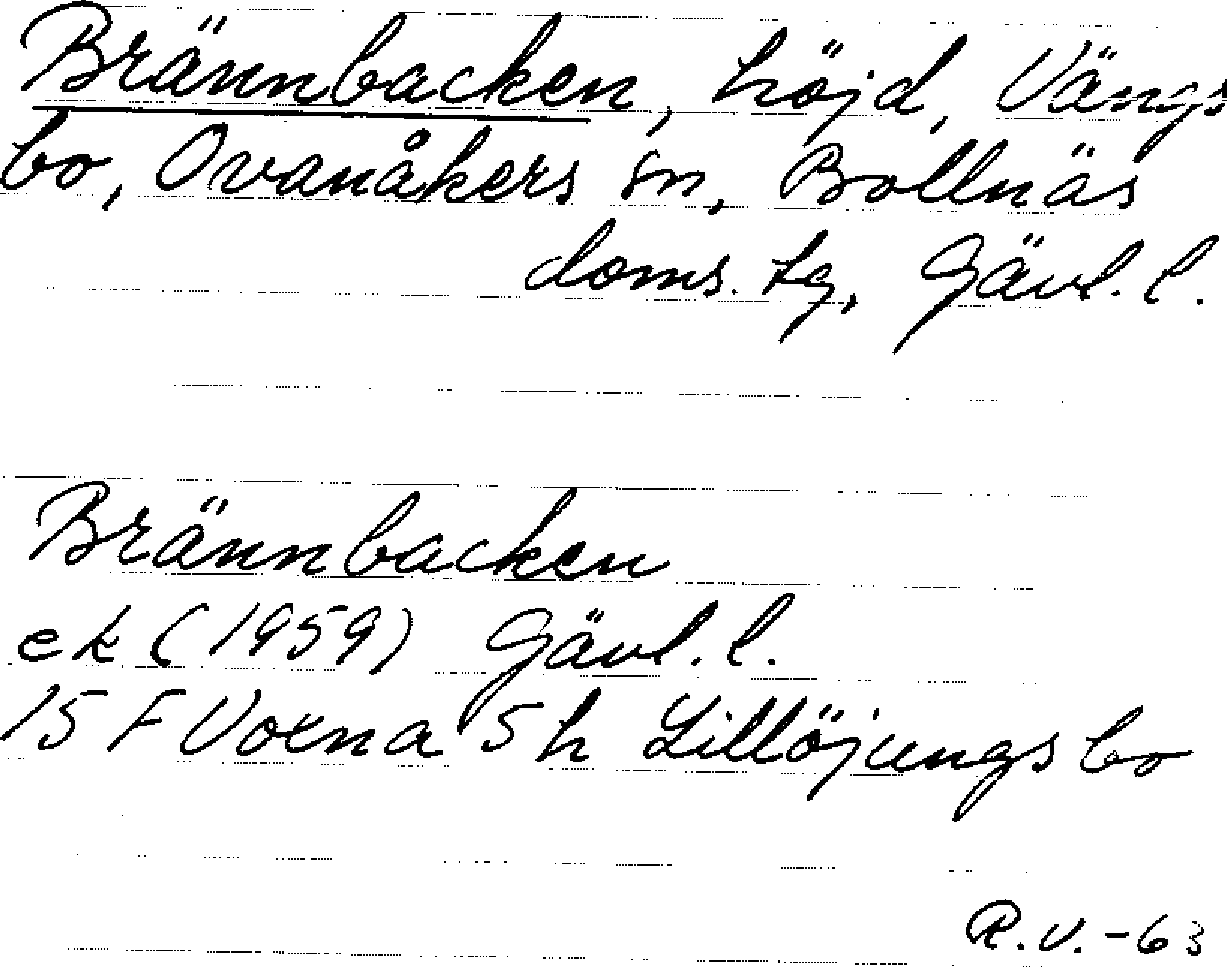 Brännbacken, höjd, Vängs
bo, Ovanåkers sn, Bollnäs
doms. tg, Gävl. l.
Brännbacken
ek (1959) Gävl. l.
15 F Voxna 5 h Lillöjungsbo
R.V.-63